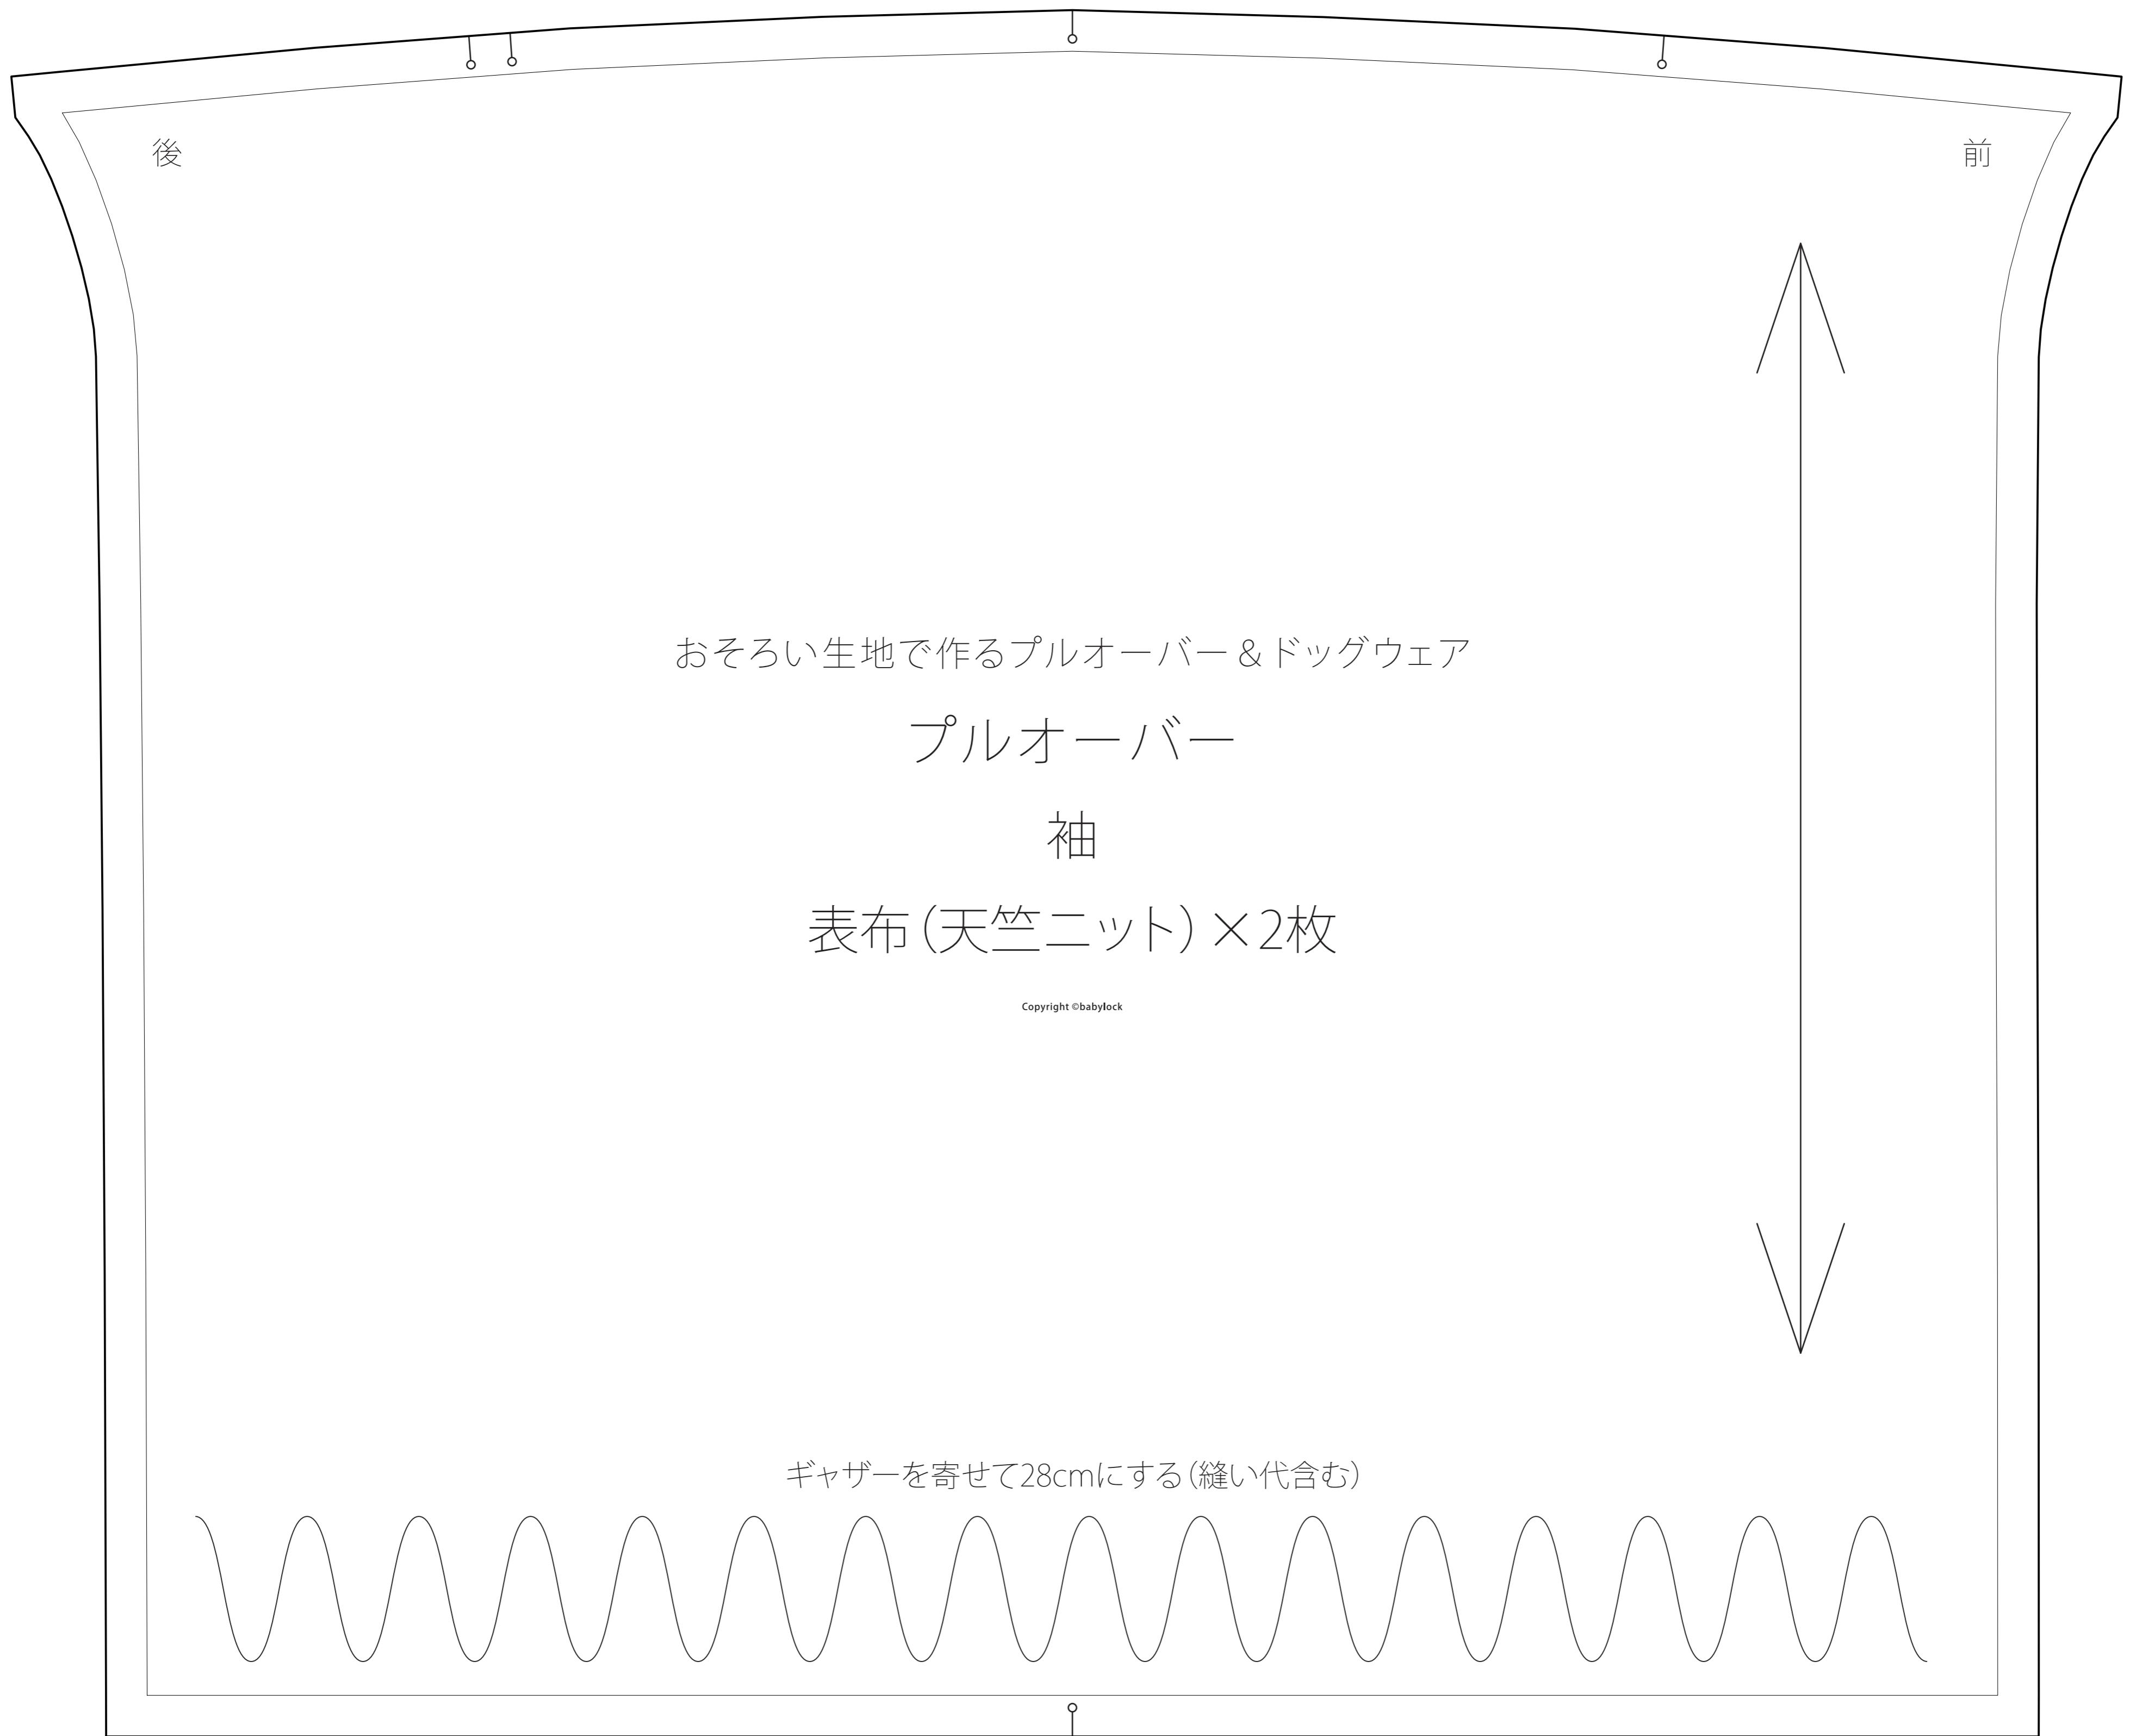 後
前
おそろい生地で作るプルオーバー&ドッグウェア
プルオーバー
袖
表布(天竺ニット)×2枚
Copyright ©babylock
ギャザーを寄せて28cmにする(縫い代含む)